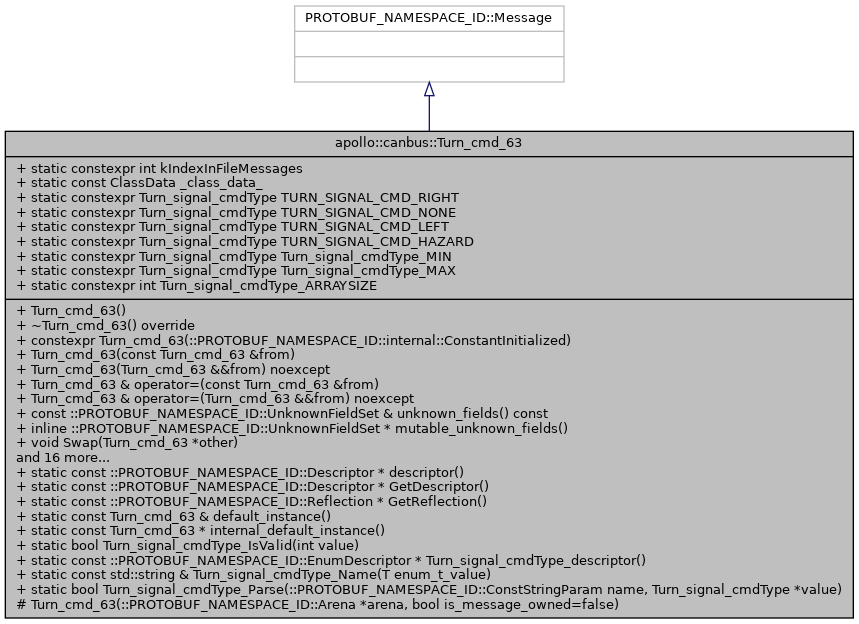 PROTOBUF_NAMESPACE_ID::Message
apollo::canbus::Turn_cmd_63
+ static constexpr int kIndexInFileMessages
+ static const ClassData _class_data_
+ static constexpr Turn_signal_cmdType TURN_SIGNAL_CMD_RIGHT
+ static constexpr Turn_signal_cmdType TURN_SIGNAL_CMD_NONE
+ static constexpr Turn_signal_cmdType TURN_SIGNAL_CMD_LEFT
+ static constexpr Turn_signal_cmdType TURN_SIGNAL_CMD_HAZARD
+ static constexpr Turn_signal_cmdType Turn_signal_cmdType_MIN
+ static constexpr Turn_signal_cmdType Turn_signal_cmdType_MAX
+ static constexpr int Turn_signal_cmdType_ARRAYSIZE
+ Turn_cmd_63()
+ ~Turn_cmd_63() override
+ constexpr Turn_cmd_63(::PROTOBUF_NAMESPACE_ID::internal::ConstantInitialized)
+ Turn_cmd_63(const Turn_cmd_63 &from)
+ Turn_cmd_63(Turn_cmd_63 &&from) noexcept
+ Turn_cmd_63 & operator=(const Turn_cmd_63 &from)
+ Turn_cmd_63 & operator=(Turn_cmd_63 &&from) noexcept
+ const ::PROTOBUF_NAMESPACE_ID::UnknownFieldSet & unknown_fields() const
+ inline ::PROTOBUF_NAMESPACE_ID::UnknownFieldSet * mutable_unknown_fields()
+ void Swap(Turn_cmd_63 *other)
and 16 more...
+ static const ::PROTOBUF_NAMESPACE_ID::Descriptor * descriptor()
+ static const ::PROTOBUF_NAMESPACE_ID::Descriptor * GetDescriptor()
+ static const ::PROTOBUF_NAMESPACE_ID::Reflection * GetReflection()
+ static const Turn_cmd_63 & default_instance()
+ static const Turn_cmd_63 * internal_default_instance()
+ static bool Turn_signal_cmdType_IsValid(int value)
+ static const ::PROTOBUF_NAMESPACE_ID::EnumDescriptor * Turn_signal_cmdType_descriptor()
+ static const std::string & Turn_signal_cmdType_Name(T enum_t_value)
+ static bool Turn_signal_cmdType_Parse(::PROTOBUF_NAMESPACE_ID::ConstStringParam name, Turn_signal_cmdType *value)
# Turn_cmd_63(::PROTOBUF_NAMESPACE_ID::Arena *arena, bool is_message_owned=false)